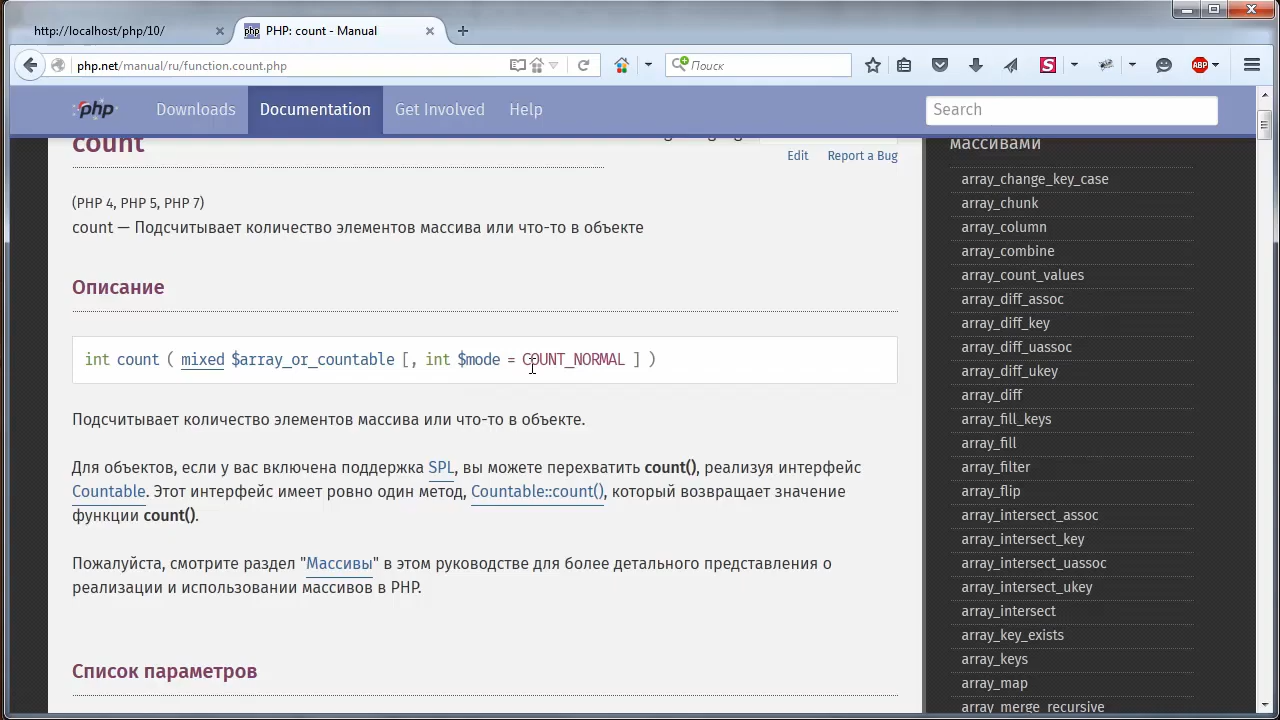 http://localhost/php/10/
php PHP: count - Manual
php.net/manual/ru/function.count.php
Поиск
S
ABP
php
Downloads
Documentation
Get Involved
Help
Search
count
Edit
Report a Bug
(PHP 4, PHP 5, PHP 7)
count — Подсчитывает количество элементов массива или что-то в объекте
Описание
int count ( mixed $array_or_countable [, int $mode = COUNT_NORMAL ] )
Подсчитывает количество элементов массива или что-то в объекте.
Для объектов, если у вас включена поддержка SPL, вы можете перехватить count(), реализуя интерфейс
Countable. Этот интерфейс имеет ровно один метод, Countable::count(), который возвращает значение
функции count().
Пожалуйста, смотрите раздел "Массивы" в этом руководстве для более детального представления о
реализации и использовании массивов в PHP.
Список параметров
массивами
array_change_key_case
array_chunk
array_column
array_combine
array_count_values
array_diff_assoc
array_diff_key
array_diff_uassoc
array_diff_ukey
array_diff
array_fill_keys
array_fill
array_filter
array_flip
array_intersect_assoc
array_intersect_key
array_intersect_uassoc
array_intersect_ukey
array_intersect
array_key_exists
array_keys
array_map
array_merge_recursive